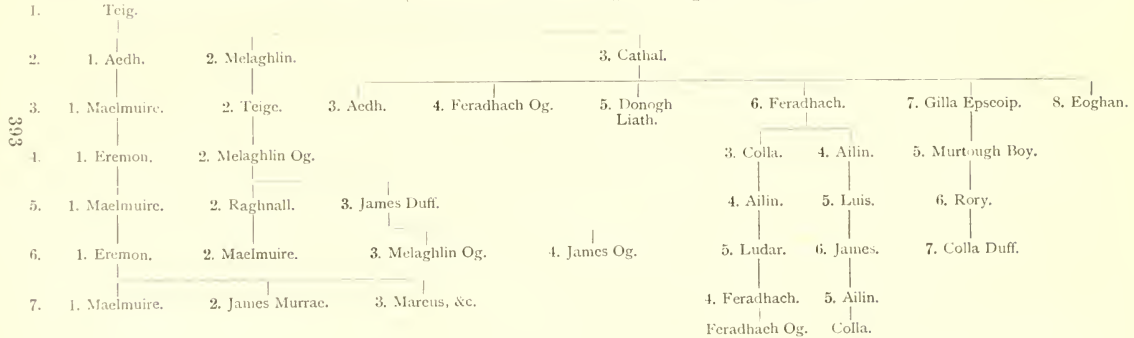 1. Teig.
2. 1. Aedh. 2. Melaghlin. 3. Cathal.
3. 1. Maelmuire. 2. Teige. 3. Aedh. 4. Feradhach Og. 5. Donogh Liath. 6. Feradhach. 7. Gilla Epscoip. 8. Eoghan.
393
4. 1. Eremon. 2. Melaghlin Og. 3. Colla. 4. Ailin. 5. Murtough Boy.
5. 1. Maelmuire. 2. Raghnall. 3. James Duff. 4. Ailin. 5. Luis. 6. Rory.
6. 1. Eremon. 2. Maelmuire. 3. Melaghlin Og. 4. James Og. 5. Ludar. 6. James. 7. Colla Duff.
7. 1. Maelmuire. 2. James Murrae. 3. Marcus, &c. 4. Feradhach. 5. Ailin.
Feradhach Og. Colla.